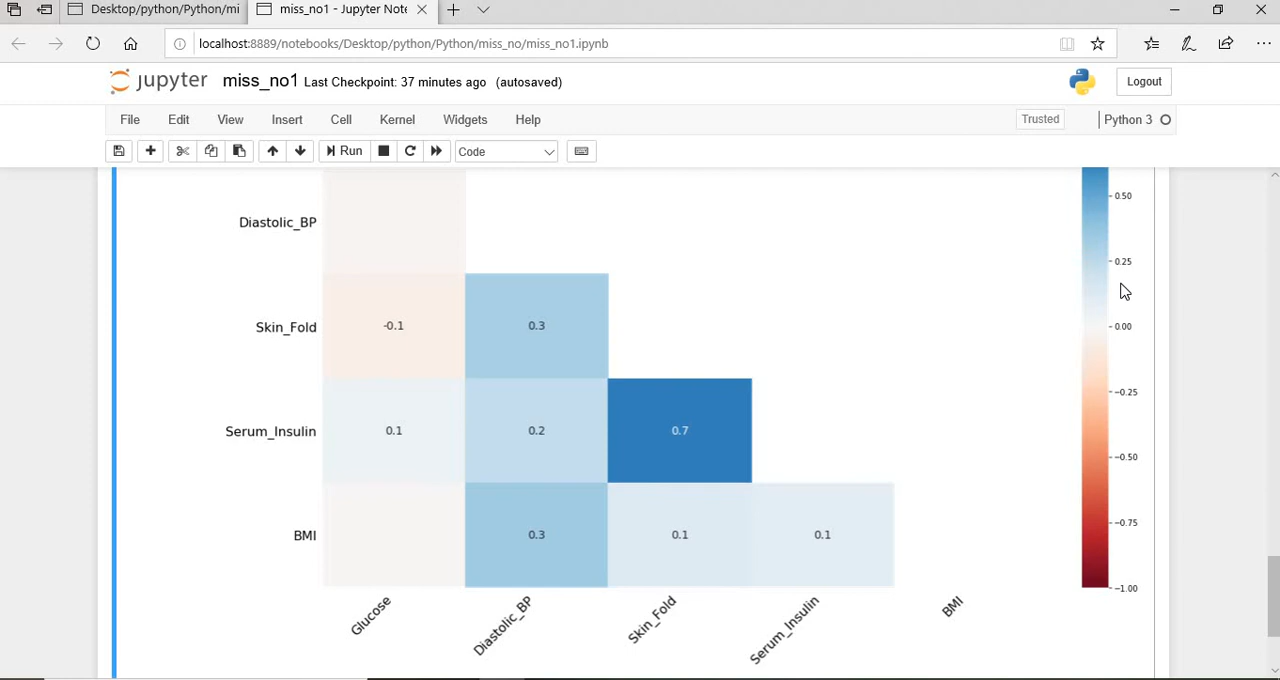 Desktop/python/Python/mi
miss_no1 - Jupyter Note
localhost:8889/notebooks/Desktop/python/Python/miss_no/miss_no1.ipynb
jupyter miss_no1 Last Checkpoint: 37 minutes ago (autosaved) Logout
File Edit View Insert Cell Kernel Widgets Help Trusted Python 3
Run Code
0.50
Diastolic_BP
0.25
Skin_Fold -0.1 0.3 0.00
−0.25
Serum_Insulin 0.1 0.2 0.7
−0.50
−0.75
BMI 0.3 0.1 0.1
−1.00
Glucose Diastolic_BP Skin_Fold Serum_Insulin BMI